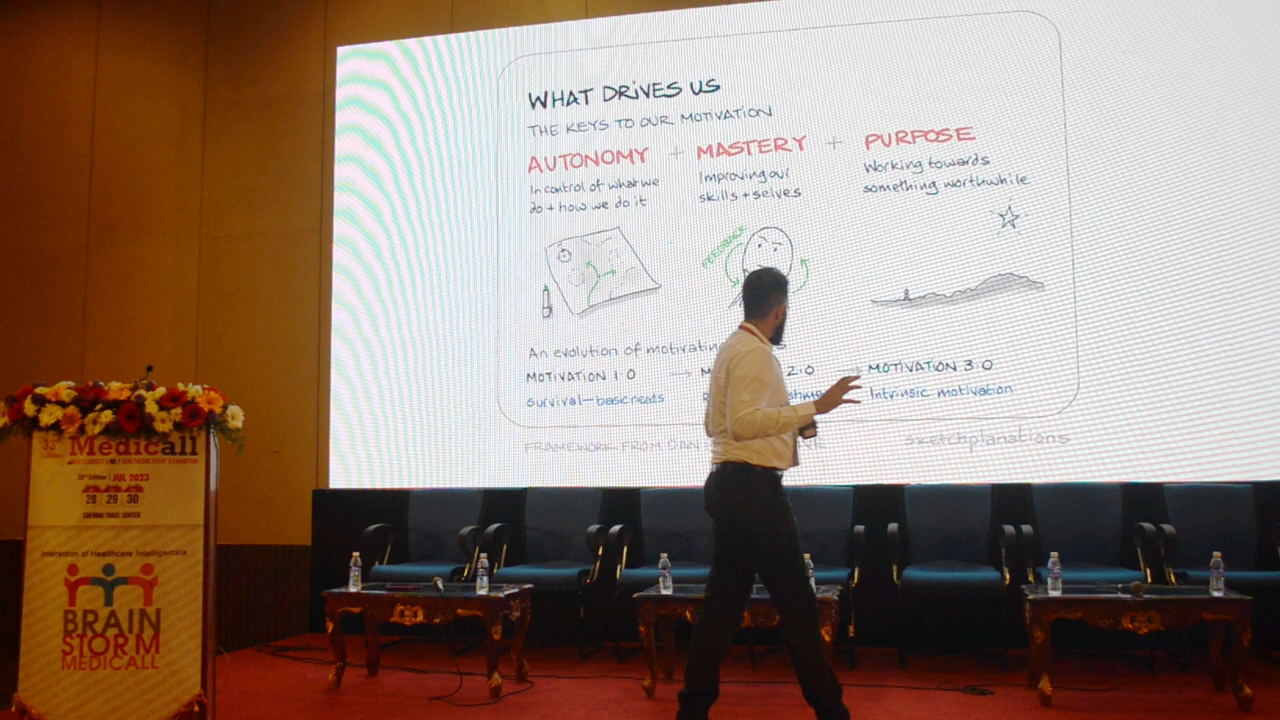 WHAT DRIVES US
THE KEYS TO OUR MOTIVATION
AUTONOMY + MASTERY + PURPOSE
In control of what we
do + how we do it
Improving our
skills + selves
Working towards
something worthwhile
FEEDBACK
An evolution of motivating
MOTIVATION 1.0 → 2.0 → MOTIVATION 3.0
Survival – basic needs
Intrinsic motivation
FRAMEWORK FROM
sketchplanations
33rd
Medicall
33rd Edition | JUL 2023
28 29 30
CHENNAI TRADE CENTER
Interaction of Healthcare Intelligentsia
BRAIN
STORM
MEDICALL